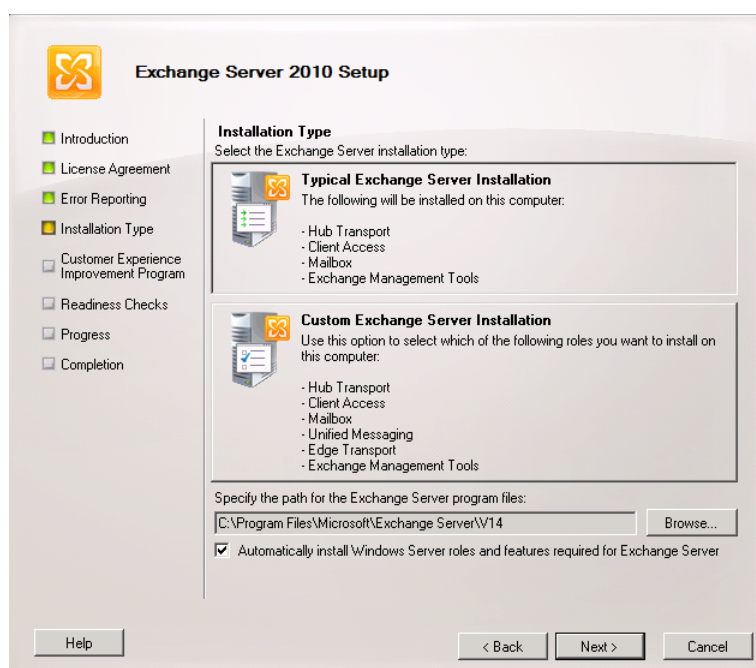 Exchange Server 2010 Setup
Introduction
License Agreement
Error Reporting
Installation Type
Customer Experience
Improvement Program
Readiness Checks
Progress
Completion
Installation Type
Select the Exchange Server installation type:
Typical Exchange Server Installation
The following will be installed on this computer:
- Hub Transport
- Client Access
- Mailbox
- Exchange Management Tools
Custom Exchange Server Installation
Use this option to select which of the following roles you want to install on
this computer:
- Hub Transport
- Client Access
- Mailbox
- Unified Messaging
- Edge Transport
- Exchange Management Tools
Specify the path for the Exchange Server program files:
C:\Program Files\Microsoft\Exchange Server\V14
Browse...
Automatically install Windows Server roles and features required for Exchange Server
Help
< Back
Next >
Cancel